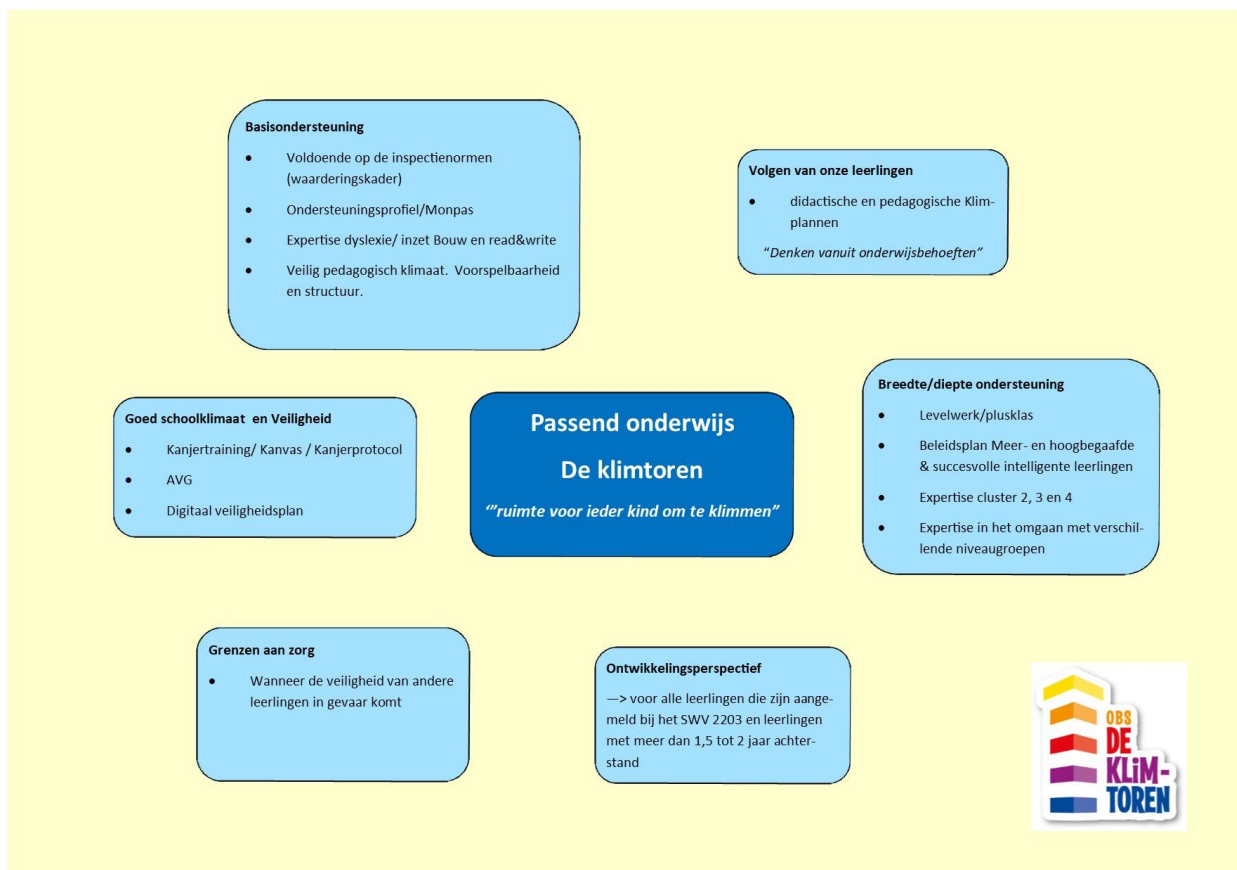 Basisondersteuning
• Voldoende op de inspectienormen
(waarderingskader)
• Ondersteuningsprofiel/Monpas
• Expertise dyslexie/ inzet Bouw en read&write
• Veilig pedagogisch klimaat.  Voorspelbaarheid
en structuur.
Volgen van onze leerlingen
• didactische en pedagogische Klim-
plannen
“Denken vanuit onderwijsbehoeften”
Goed schoolklimaat  en Veiligheid
• Kanjertraining/ Kanvas / Kanjerprotocol
• AVG
• Digitaal veiligheidsplan
Passend onderwijs
De klimtoren
‘”ruimte voor ieder kind om te klimmen”
Breedte/diepte ondersteuning
• Levelwerk/plusklas
• Beleidsplan Meer- en hoogbegaafde
& succesvolle intelligente leerlingen
• Expertise cluster 2, 3 en 4
• Expertise in het omgaan met verschil-
lende niveaugroepen
Grenzen aan zorg
• Wanneer de veiligheid van andere
leerlingen in gevaar komt
Ontwikkelingsperspectief
—> voor alle leerlingen die zijn aange-
meld bij het SWV 2203 en leerlingen
met meer dan 1,5 tot 2 jaar achter-
stand
OBS
DE
KLiM-
TOREN